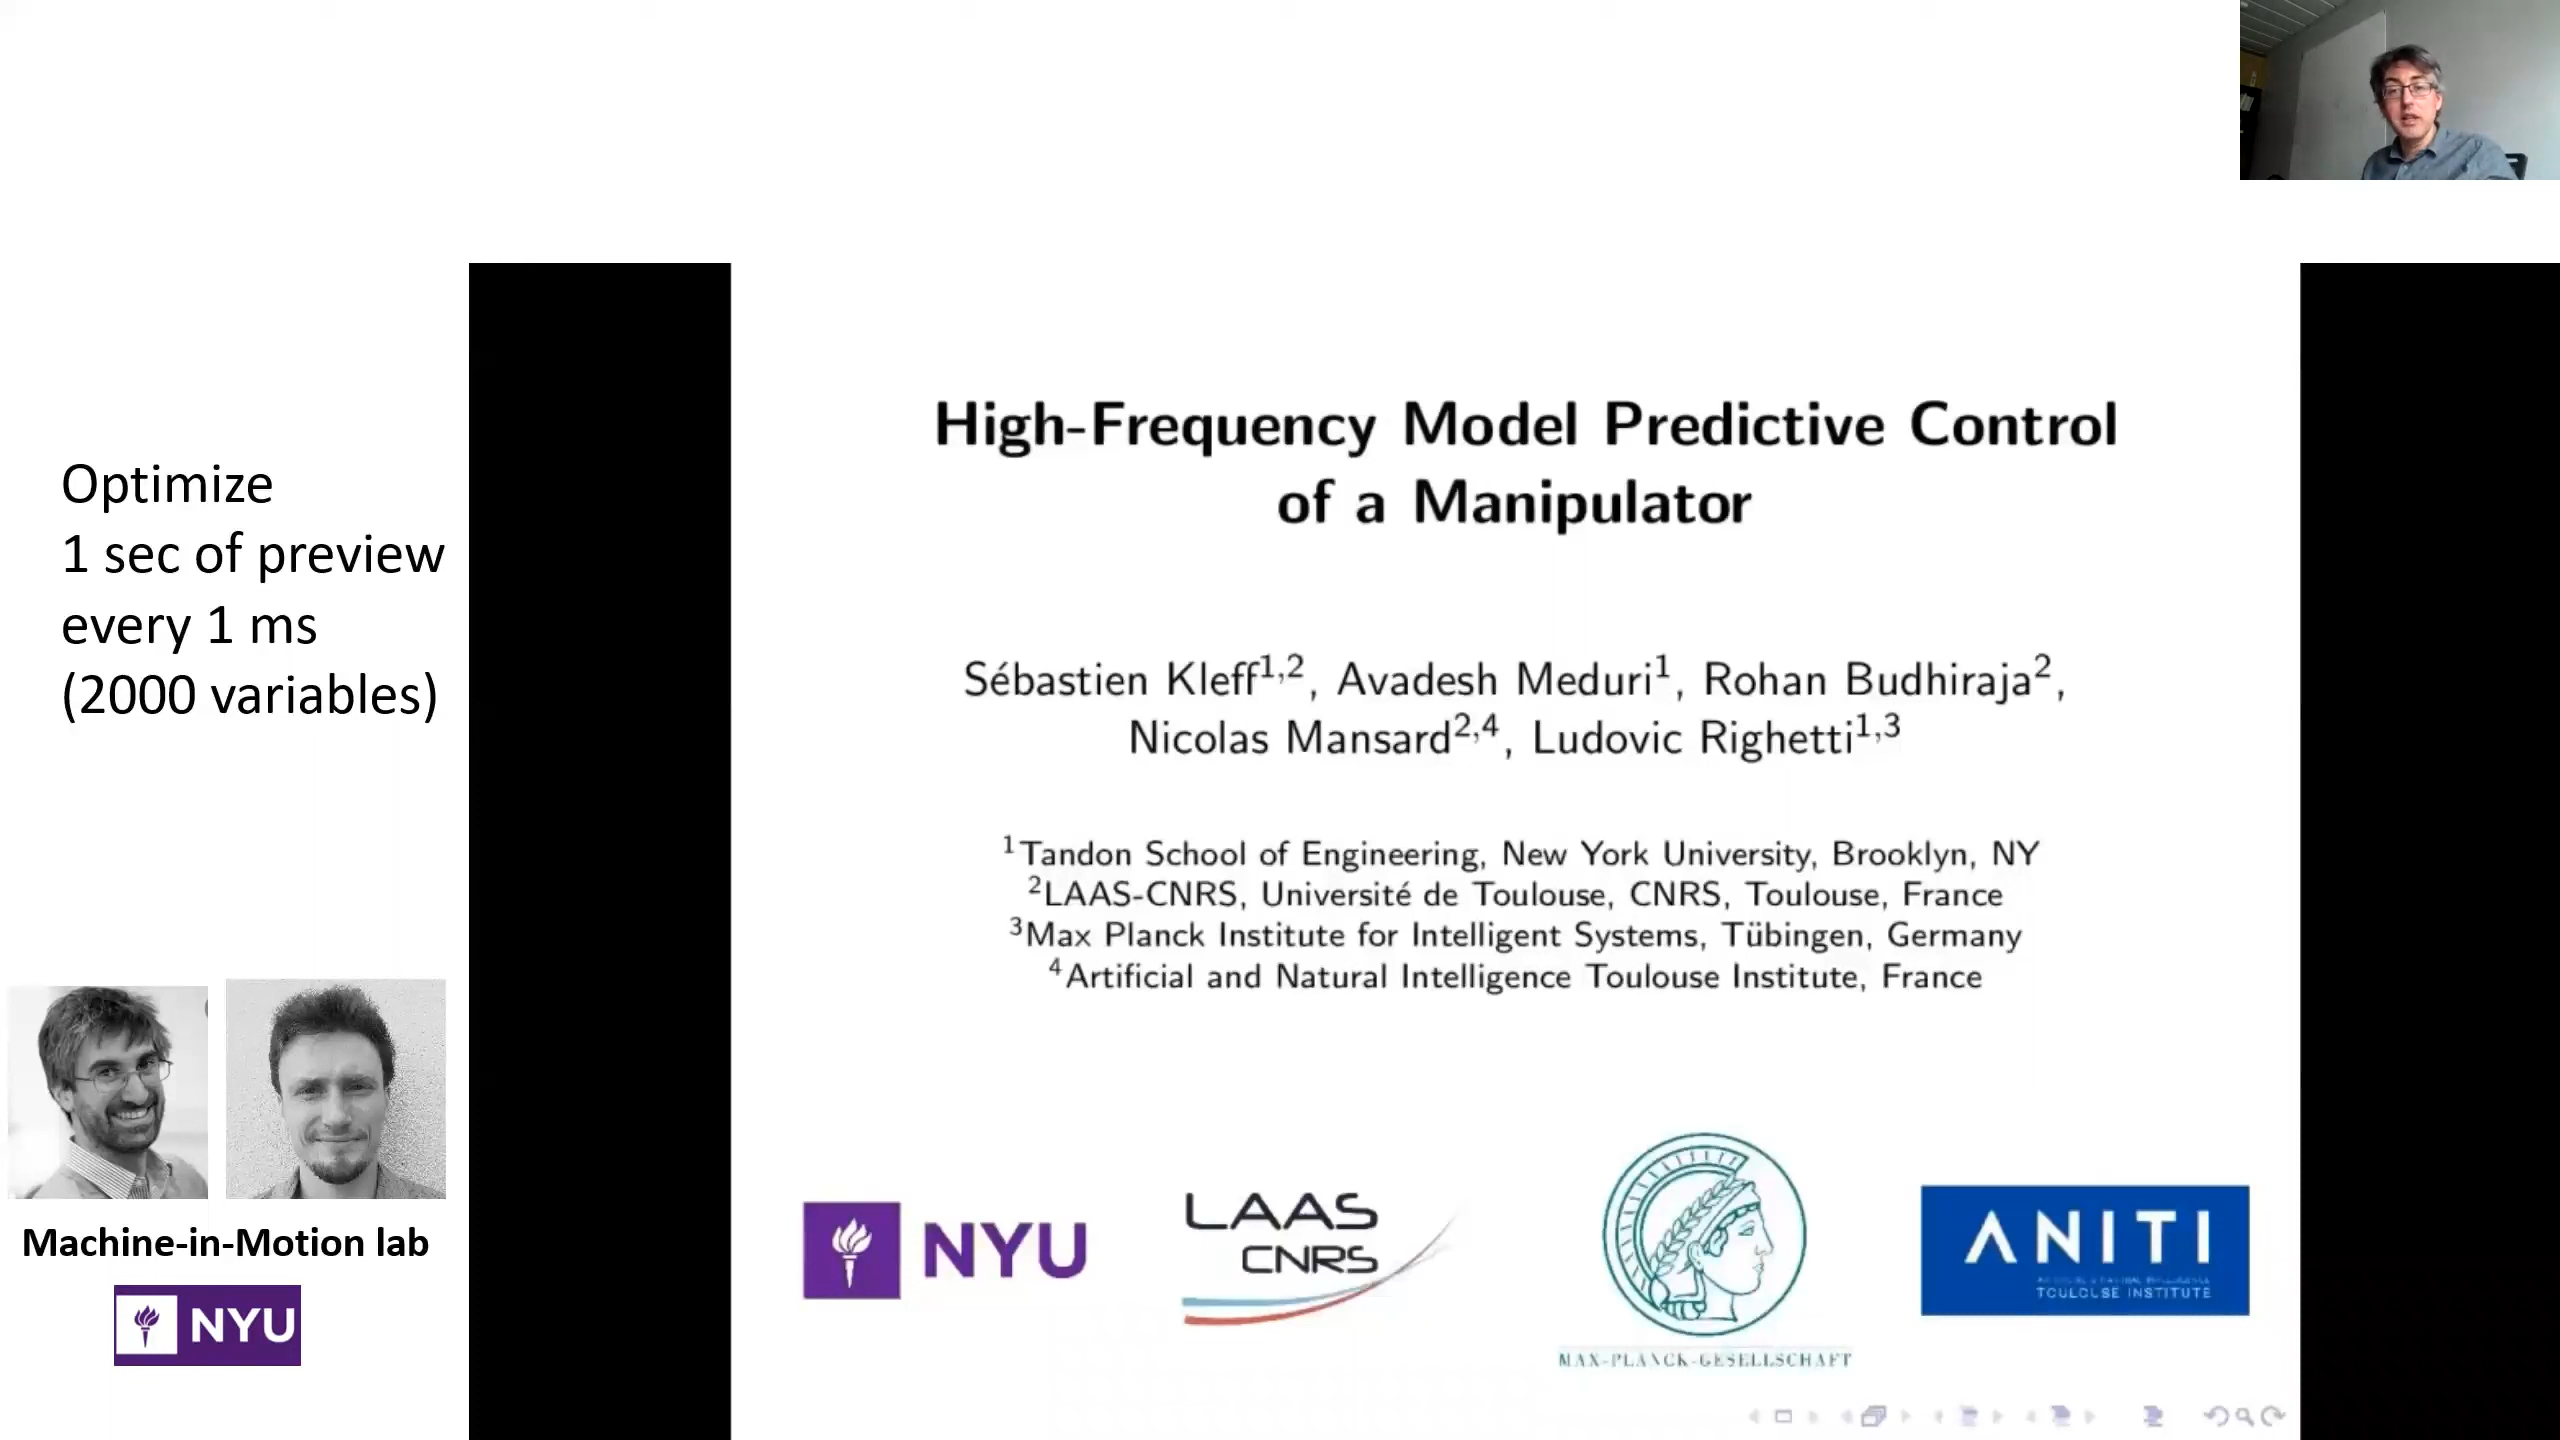 Optimize
1 sec of preview
every 1 ms
(2000 variables)
Machine-in-Motion lab
NYU
High-Frequency Model Predictive Control
of a Manipulator
Sébastien Kleff1,2, Avadesh Meduri1, Rohan Budhiraja2,
Nicolas Mansard2,4, Ludovic Righetti1,3
1Tandon School of Engineering, New York University, Brooklyn, NY
2LAAS-CNRS, Université de Toulouse, CNRS, Toulouse, France
3Max Planck Institute for Intelligent Systems, Tübingen, Germany
4Artificial and Natural Intelligence Toulouse Institute, France
NYU
LAAS
CNRS
MAX-PLANCK-GESELLSCHAFT
ANITI
TOULOUSE INSTITUTE